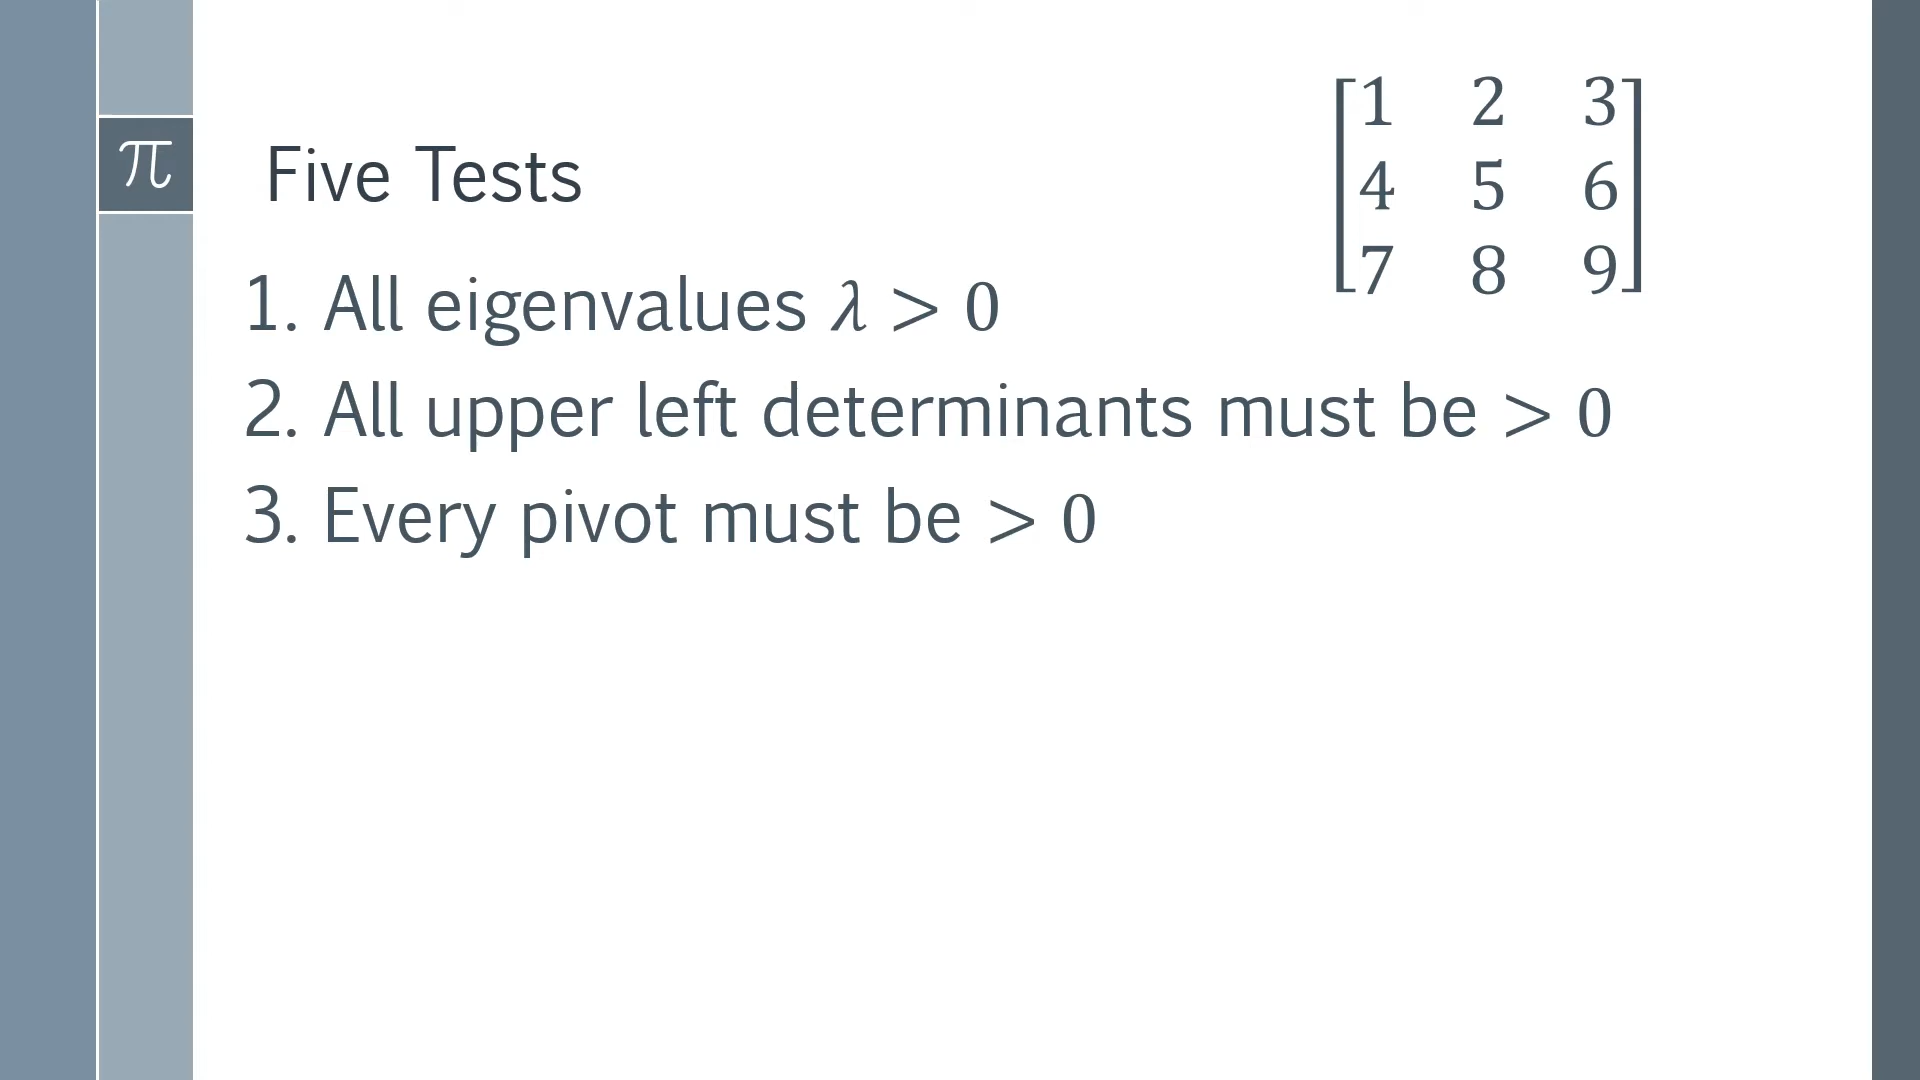 π
Five Tests
1 2 3
4 5 6
7 8 9
1. All eigenvalues λ > 0
2. All upper left determinants must be > 0
3. Every pivot must be > 0